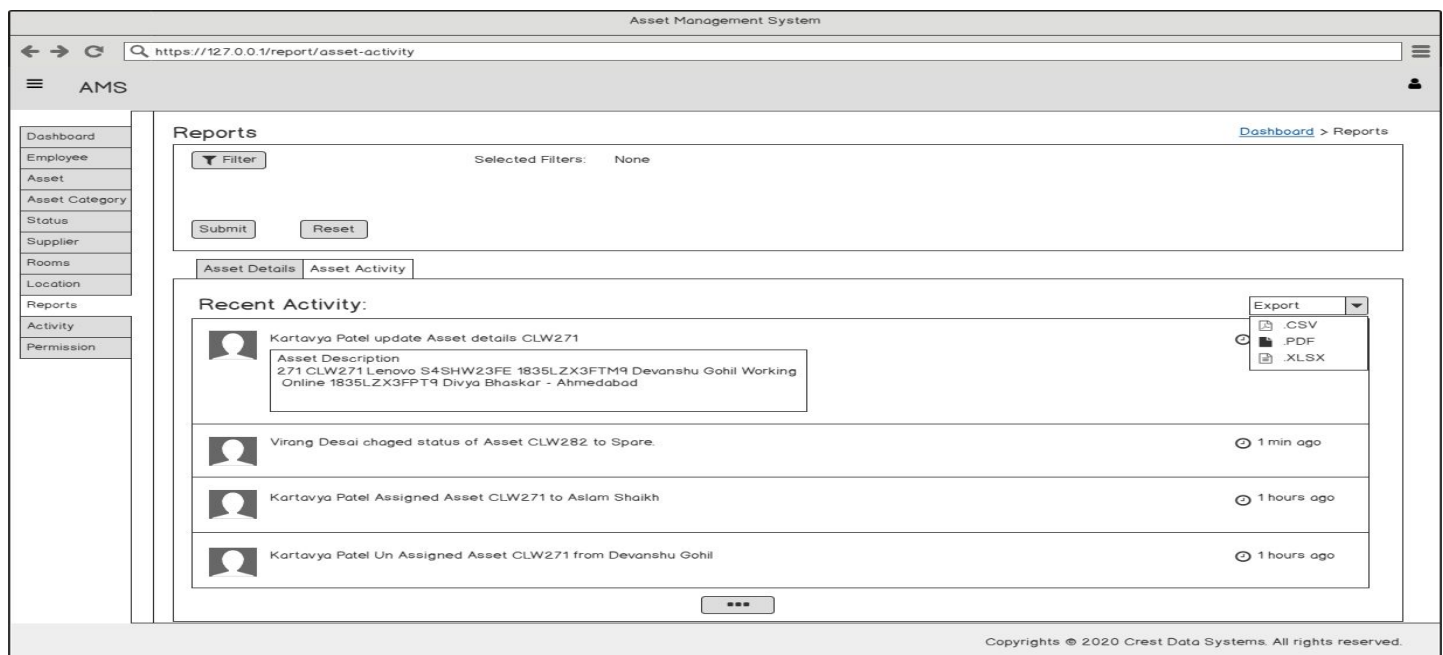 Asset Management System
https://127.0.0.1/report/asset-activity
AMS
Dashboard
Employee
Asset
Asset Category
Status
Supplier
Rooms
Location
Reports
Activity
Permission
Reports
Dashboard > Reports
Filter
Selected Filters: None
Submit
Reset
Asset Details
Asset Activity
Recent Activity:
Export
.CSV
.PDF
.XLSX
Kartavya Patel update Asset details CLW271
Asset Description
271 CLW271 Lenovo S4SHW23FE 1835LZX3FTM9 Devanshu Gohil Working
Online 1835LZX3FPT9 Divya Bhaskar - Ahmedabad
Virang Desai chaged status of Asset CLW282 to Spare.
1 min ago
Kartavya Patel Assigned Asset CLW271 to Aslam Shaikh
1 hours ago
Kartavya Patel Un Assigned Asset CLW271 from Devanshu Gohil
1 hours ago
Copyrights © 2020 Crest Data Systems. All rights reserved.